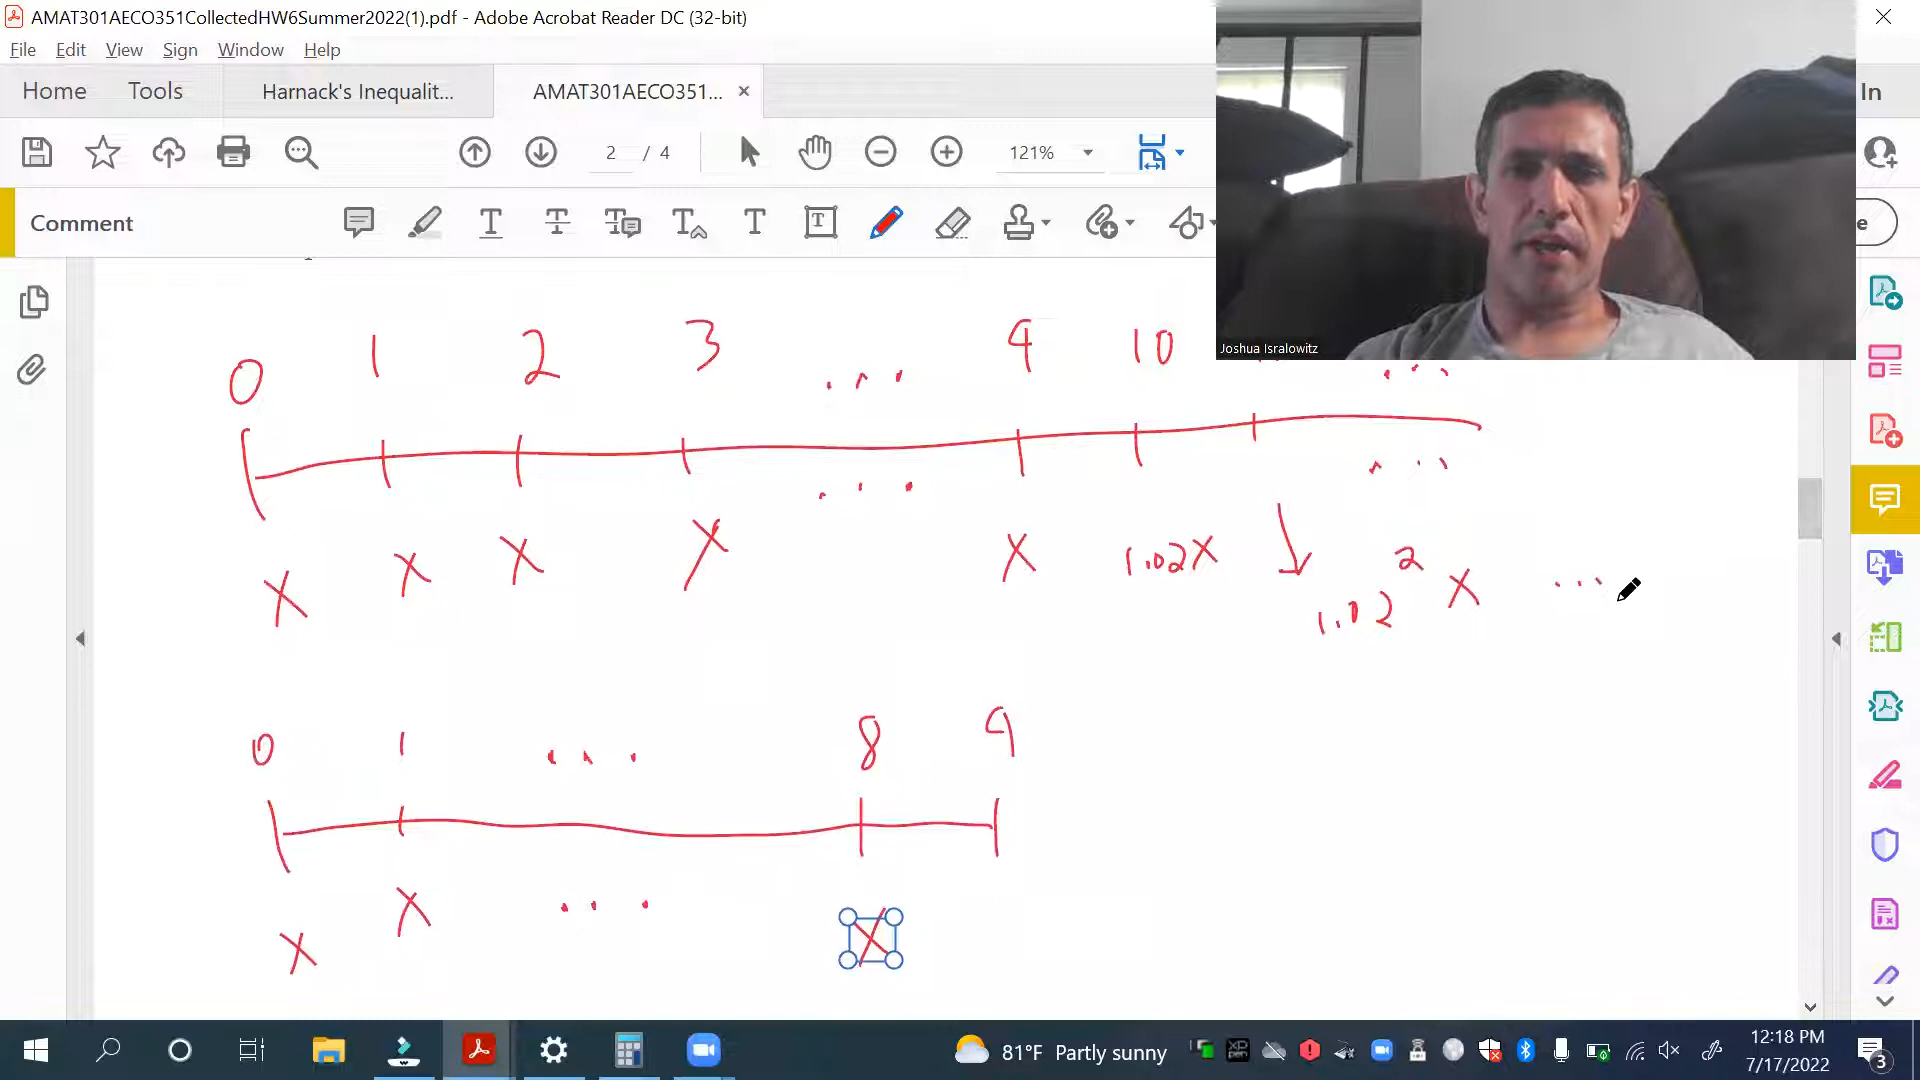 AMAT301AECO351CollectedHW6Summer2022(1).pdf - Adobe Acrobat Reader DC (32-bit)
File Edit View Sign Window Help
Home Tools Harnack's Inequalit... AMAT301AECO351... × In
2 / 4 121%
Comment e
Joshua Isralowitz
0 1 2 3 ... 9 10 ...
... ...
X X X X X 1.02X 1.02² X ...
0 1 ... 8 9
X X ... X
81°F Partly sunny
12:18 PM
7/17/2022
3